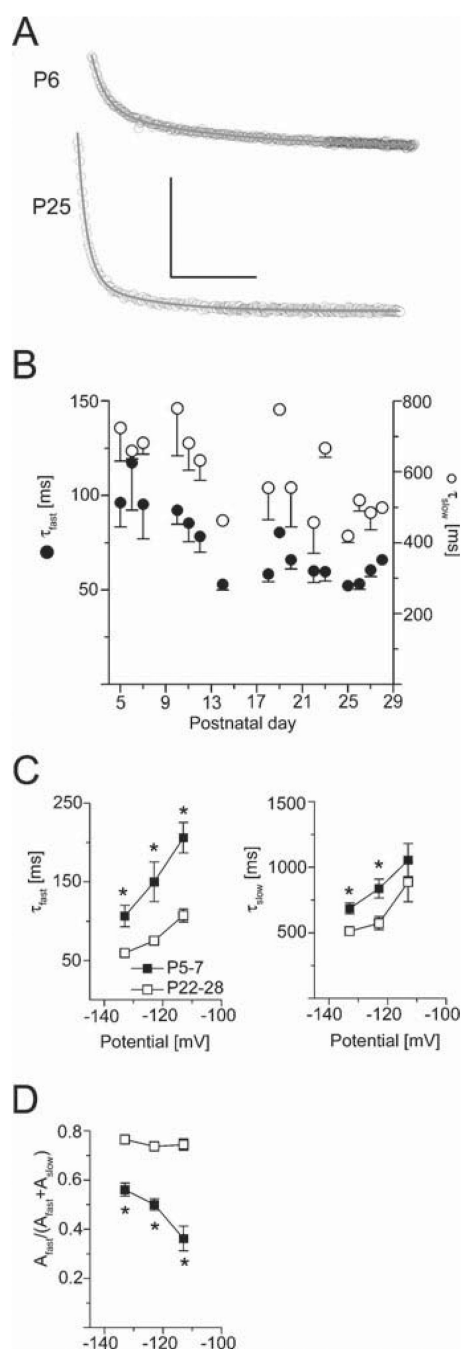 A
P6
P25
B
150
100
50
● τfast [ms]
800
600
400
200
○ τslow [ms]
5 9 13 17 21 25 29
Postnatal day
C
250
150
50
τfast [ms]
* * *
P5-7
P22-28
-140 -120 -100
Potential [mV]
1500
1000
500
τslow [ms]
* *
-140 -120 -100
Potential [mV]
D
0.8
0.6
0.4
0.2
Afast/(Afast+Aslow)
* * *
-140 -120 -100